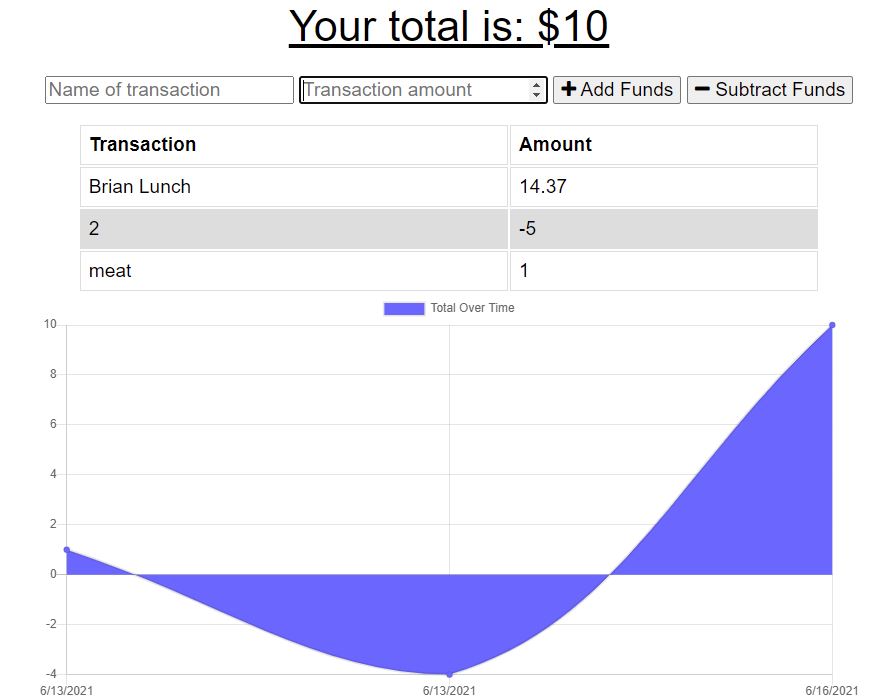 Your total is: $10
Name of transaction Transaction amount + Add Funds − Subtract Funds
Transaction Amount
Brian Lunch 14.37
2 -5
meat 1
Total Over Time
10
8
6
4
2
0
-2
-4
6/13/2021 6/13/2021 6/16/2021